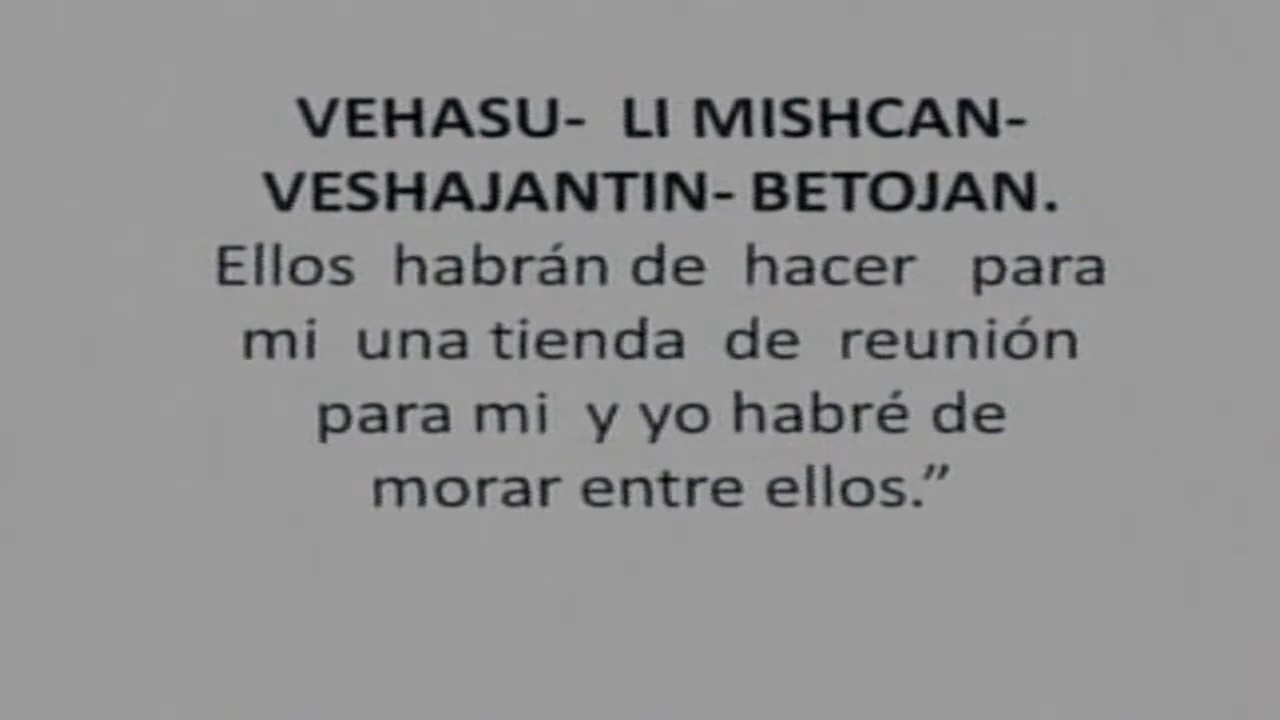 VEHASU- LI MISHCAN-
VESHAJANTIN- BETOJAN.
Ellos habrán de hacer para
mi una tienda de reunión
para mi y yo habré de
morar entre ellos.”